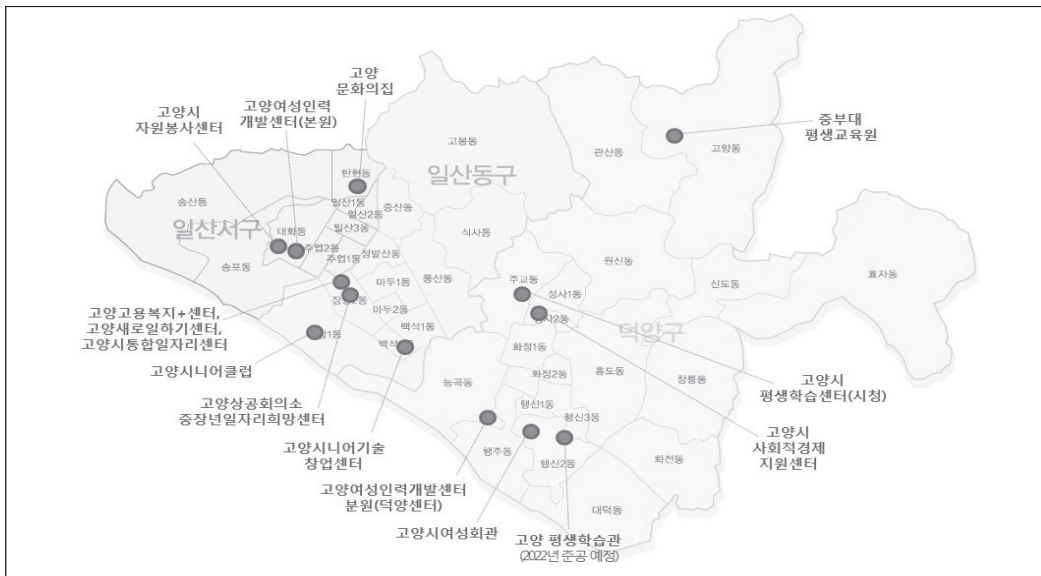 고양
문화의집
고양시
자원봉사센터
고양여성인력
개발센터(본원)
중부대
평생교육원
고봉동
관산동
고양동
일산동구
탄현동
송산동
일산1동
일산2동
중산동
일산서구
대화동
일산3동
식사동
주엽2동
정발산동
주엽1동
원신동
송포동
풍산동
효자동
신도동
주교동
마두1동
성사1동
마두2동
백석1동
덕양구
고양고용복지+센터,
고양새로일하기센터,
고양시통합일자리센터
화정1동
고양시니어클럽
화정2동
흥도동
창릉동
능곡동
고양시
평생학습센터(시청)
고양상공회의소
중장년일자리희망센터
행신1동
행신3동
고양시
사회적경제
지원센터
고양시니어기술
창업센터
행주동
행신2동
화전동
고양여성인력개발센터
분원(덕양센터)
대덕동
고양시여성회관
고양 평생학습관
(2022년 준공 예정)